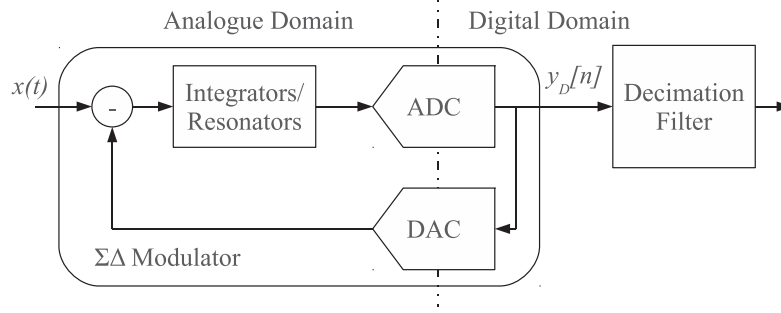 Analogue Domain
Digital Domain
x(t)
-
Integrators/
Resonators
ADC
y_D[n]
Decimation
Filter
DAC
ΣΔ Modulator